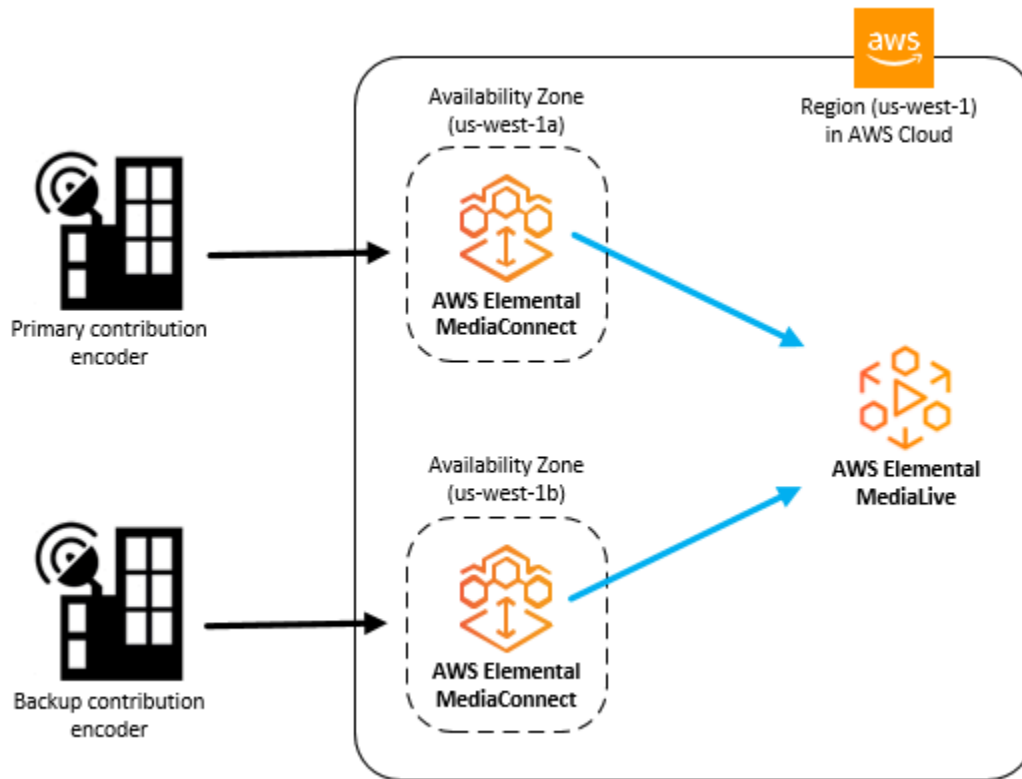 aws
Region (us-west-1)
in AWS Cloud
Availability Zone
(us-west-1a)
AWS Elemental
MediaConnect
Primary contribution
encoder
AWS Elemental
MediaLive
Availability Zone
(us-west-1b)
AWS Elemental
MediaConnect
Backup contribution
encoder